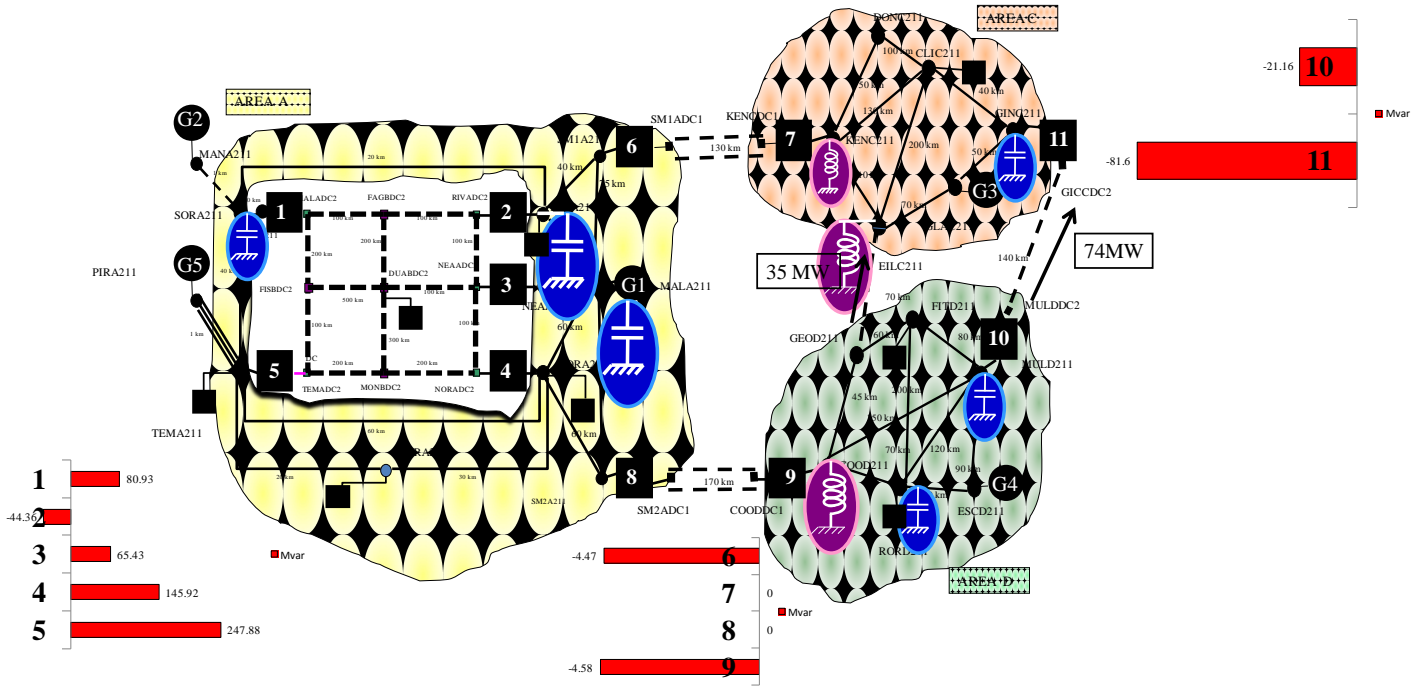 DONC211
AREA C
100 km
CLIC211
-21.16
10
50 km
40 km
AREA A
G2
SM1ADC1
KENCDC1
130 km
GINC211
Mvar
MANA211
20 km
6
130 km
7
KENC211
200 km
50 km
11
-81.6
11
1 km
40 km
G3
GICCDC2
SORA211
1
ALADC2
FAGBDC2
RIVADC2
2
70 km
100 km
100 km
74MW
200 km
100 km
140 km
PIRA211
G5
40 km
NEAADC2
35 MW
EILC211
DUABDC2
3
G1
MALA211
FISBDC2
500 km
100 km
70 km
FITD211
MULDDC2
60 km
1 km
100 km
100 km
GEOD211
60 km
80 km
10
300 km
5
DC
200 km
200 km
4
MULD211
TEMADC2
MONBDC2
NORADC2
200 km
45 km
TEMA211
60 km
60 km
70 km
120 km
90 km
1
80.93
30 km
8
170 km
9
G4
2
-44.36
SM2A211
SM2ADC1
COODDC1
ESCD211
3
65.43
Mvar
-4.47
6
AREA D
4
145.92
7
0
Mvar
5
247.88
8
0
-4.58
9